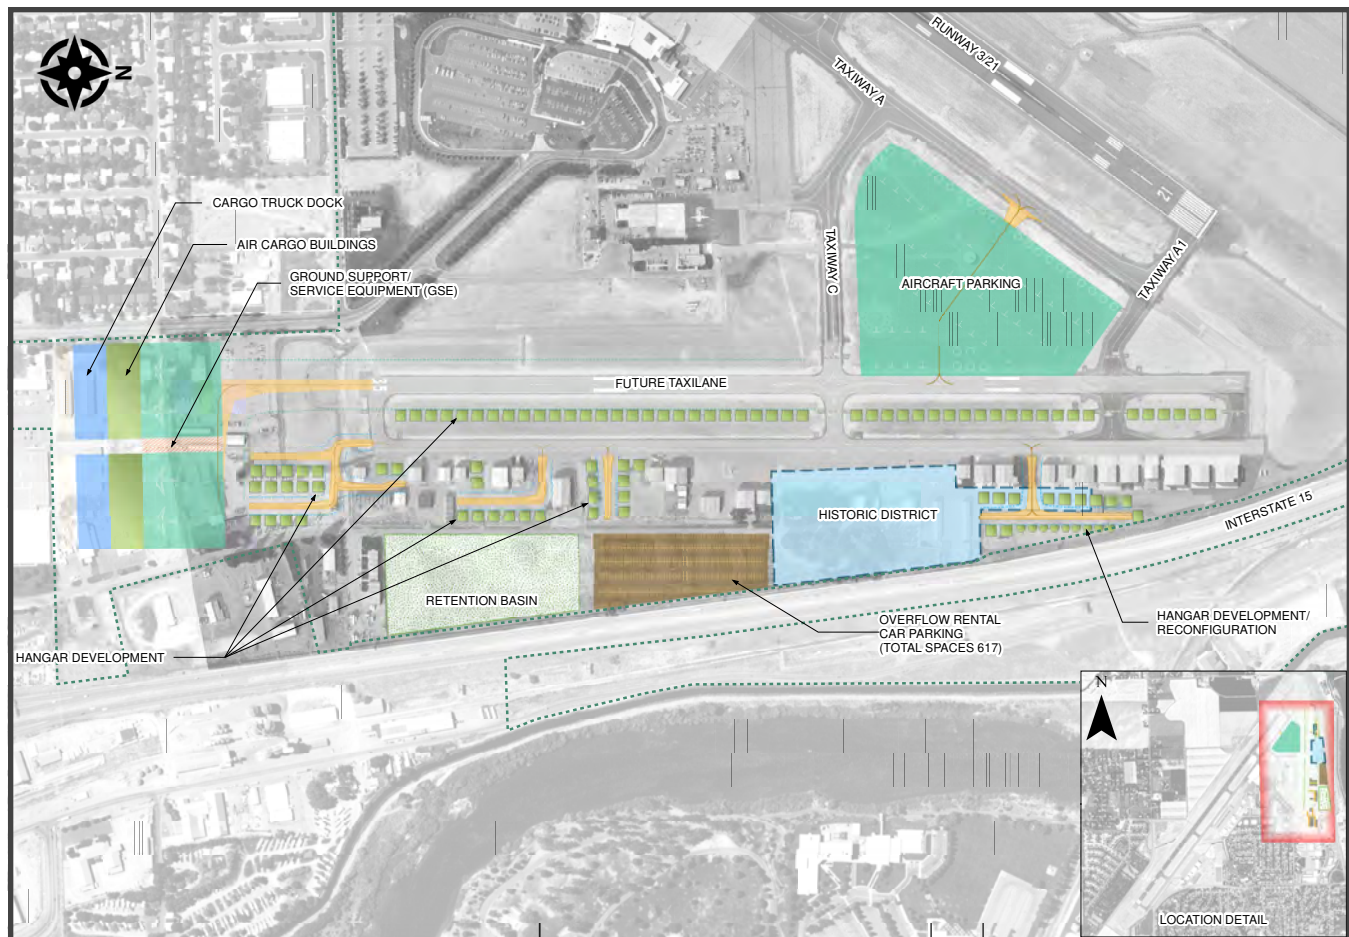 RUNWAY 3/21
TAXIWAY A
N
21
CARGO TRUCK DOCK
AIR CARGO BUILDINGS
TAXIWAY C
TAXIWAY A1
GROUND SUPPORT/
SERVICE EQUIPMENT (GSE)
AIRCRAFT PARKING
FUTURE TAXILANE
HISTORIC DISTRICT
INTERSTATE 15
RETENTION BASIN
OVERFLOW RENTAL
CAR PARKING
(TOTAL SPACES 617)
HANGAR DEVELOPMENT/
RECONFIGURATION
HANGAR DEVELOPMENT
N
LOCATION DETAIL